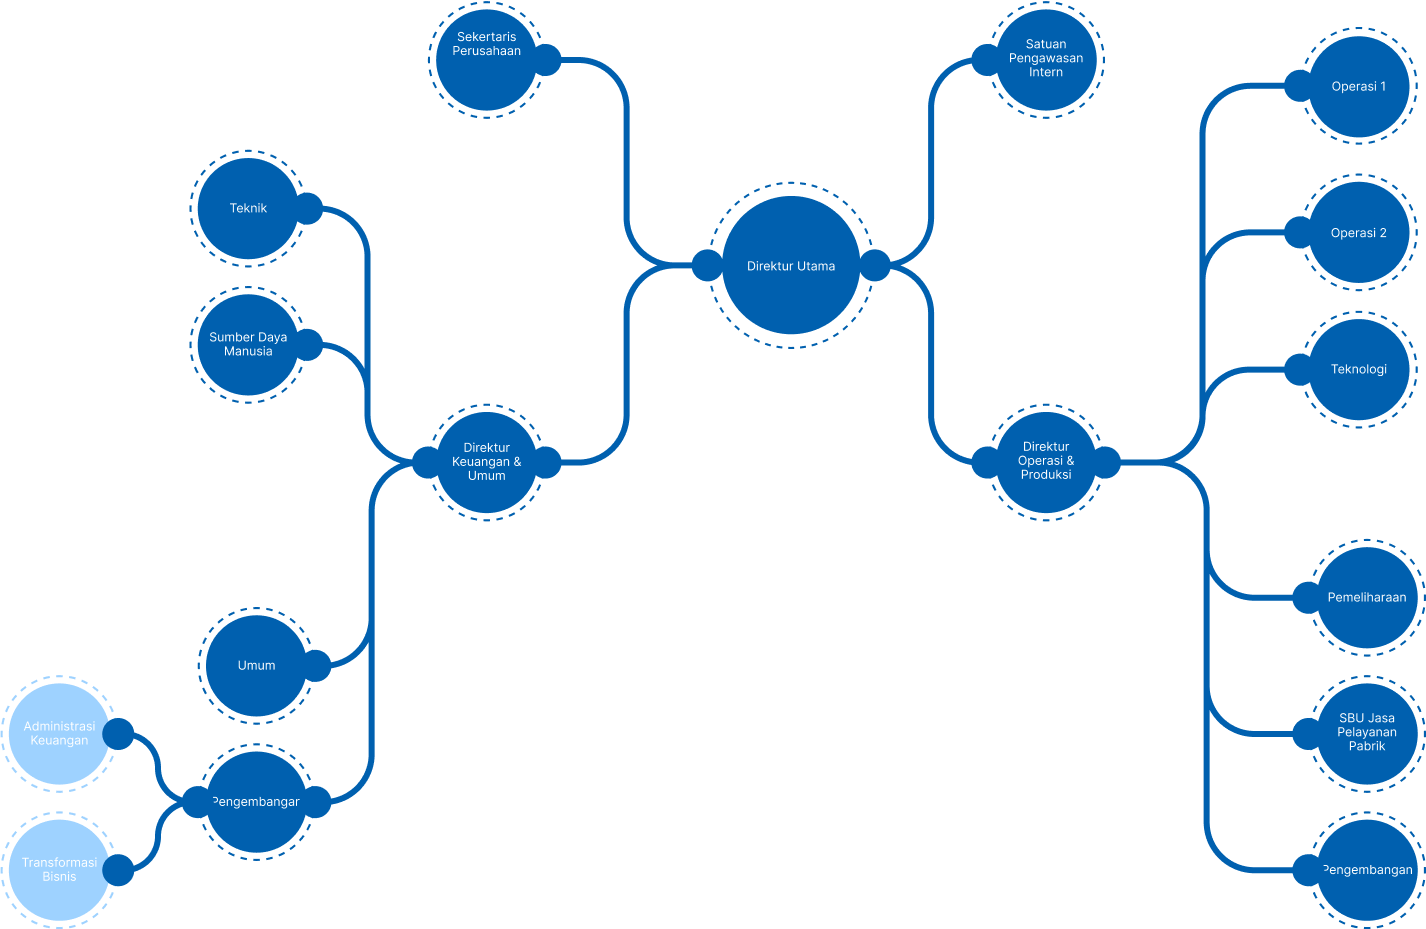 Sekertaris
Perusahaan
Satuan
Pengawasan
Intern
Operasi 1
Teknik
Operasi 2
Direktur Utama
Sumber Daya
Manusia
Teknologi
Direktur
Keuangan &
Umum
Direktur
Operasi &
Produksi
Pemeliharaan
Umum
Administrasi
Keuangan
SBU Jasa
Pelayanan
Pabrik
Pengembangar
Transformasi
Bisnis
Pengembangan